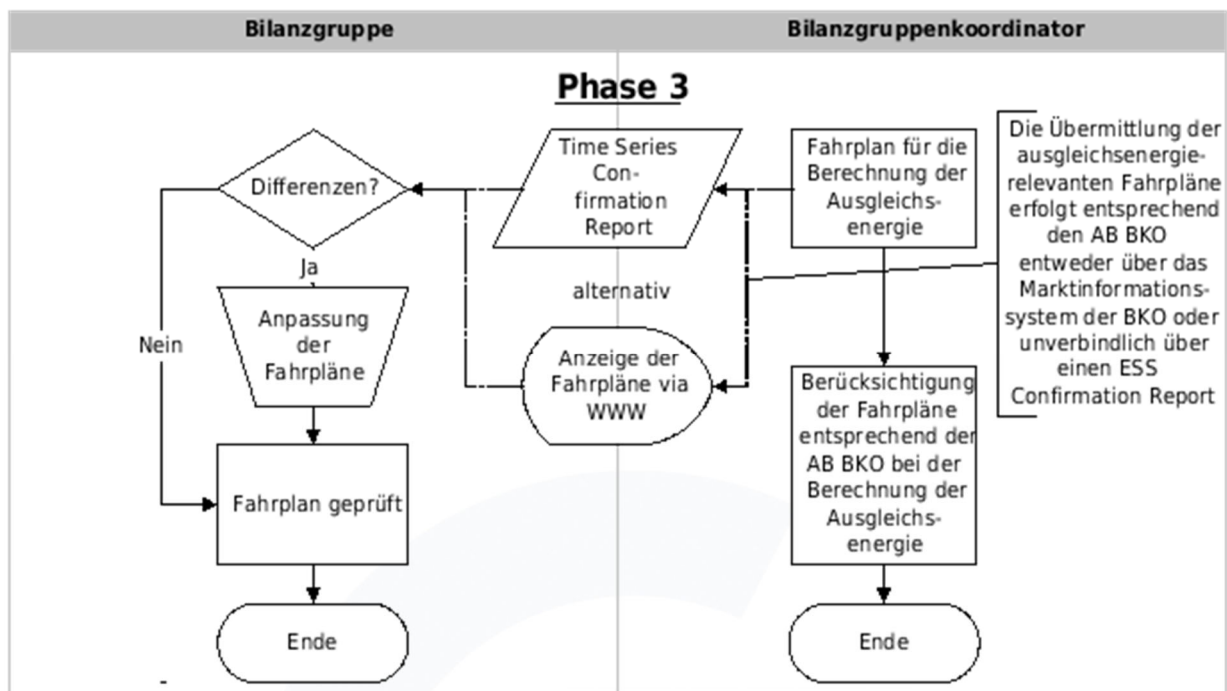 Bilanzgruppe
Bilanzgruppenkoordinator
Phase 3
Differenzen?
Ja
Nein
Anpassung
der
Fahrpläne
Fahrplan geprüft
Ende
Time Series
Con-
firmation
Report
alternativ
Anzeige der
Fahrpläne via
WWW
Fahrplan für die
Berechnung der
Ausgleichs-
energie
Berücksichtigung
der Fahrpläne
entsprechend der
AB BKO bei der
Berechnung der
Ausgleichs-
energie
Ende
Die Übermittlung der
ausgleichsenergie-
relevanten Fahrpläne
erfolgt entsprechend
den AB BKO
entweder über das
Marktinformations-
system der BKO oder
unverbindlich über
einen ESS
Confirmation Report